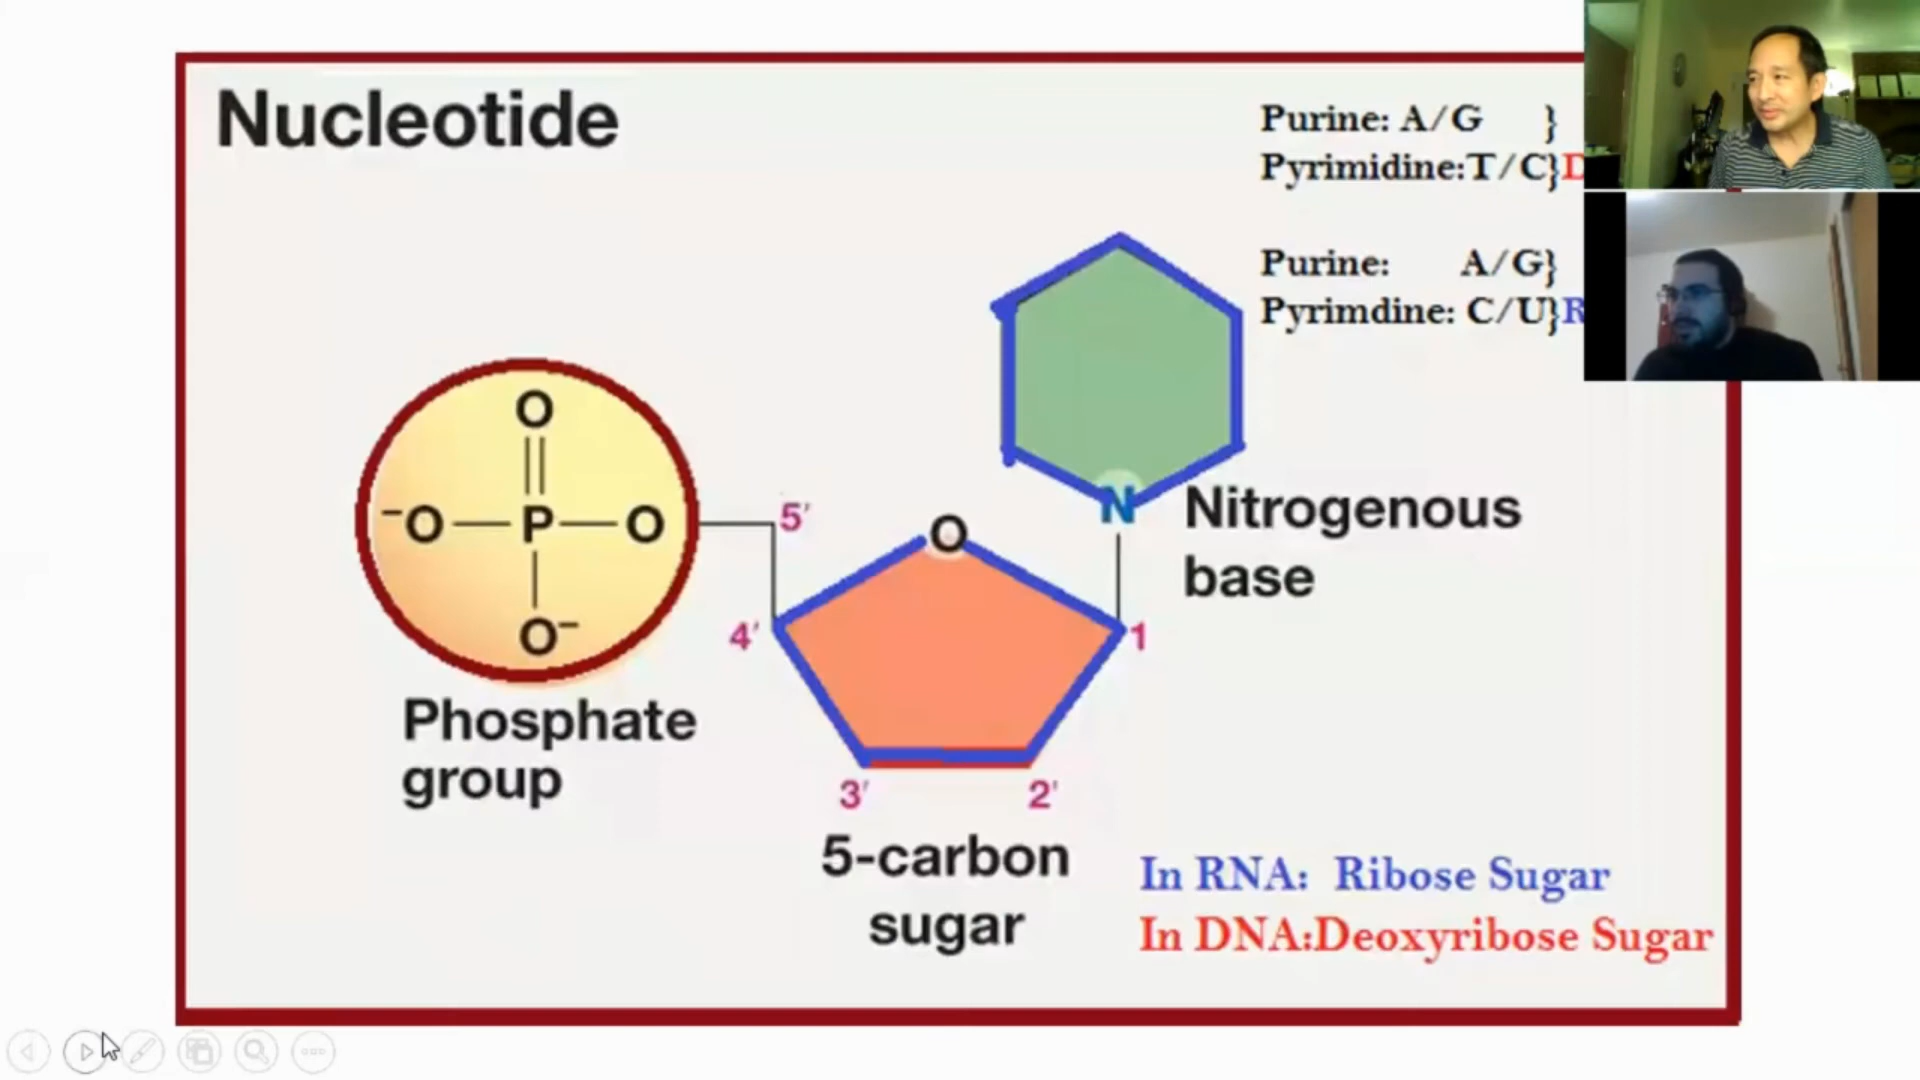 Nucleotide
Purine: A/G }
Pyrimidine:T/C}D
Purine: A/G}
Pyrimdine: C/U}R
O
⁻O P O
O⁻
5'
4'
3'
2'
1
O
N
Nitrogenous
base
Phosphate
group
5-carbon
sugar
In RNA: Ribose Sugar
In DNA:Deoxyribose Sugar